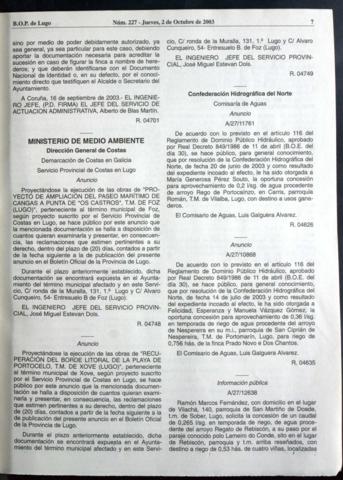 B.O.P. de Lugo
Núm. 227 - Jueves, 2 de Octubre de 2003
7
sino por medio de poder debidamente autorizado, ya
sea general, ya sea particular para este caso, debiendo
aportar la documentación necesaria para acreditar la
sucesión en caso de figurar la finca a nombre de here-
deros; y que deberán identificarse con el Documento
Nacional de Identidad o, en su defecto, por el conoci-
miento directo que testifiquen el Alcalde o Secretario del
Ayuntamiento.
A Coruña, 16 de septiembre de 2003.- EL INGENIE-
RO JEFE, (P.D. FIRMA) EL JEFE DEL SERVICIO DE
ACTUACIÓN ADMINISTRATIVA, Alberto de Blas Martín.
R. 04701
MINISTERIO DE MEDIO AMBIENTE
Dirección General de Costas
Demarcación de Costas en Galicia
Servicio Provincial de Costas en Lugo
Anuncio
Proyectándose la ejecución de las obras de "PRO-
YECTO DE AMPLIACIÓN DEL PASEO MARÍTIMO DE
CANGAS A PUNTA DE "OS CASTROS", T.M. DE FOZ
(LUGO)", perteneciente al término municipal de Foz,
según proyecto suscrito por el Servicio Provincial de
Costas en Lugo, se hace público por este anuncio que
la mencionada documentación se halla a disposición de
cuantos quieran examinarla y presentar, en consecuen-
cia, las reclamaciones que estimen pertinentes a su
derecho, dentro del plazo de (20) días, contados a partir
de la fecha siguiente a la de publicación del presente
anuncio en el Boletín Oficial de la Provincia de Lugo.
Durante el plazo anteriormente establecido, dicha
documentación se encontrará expuesta en el Ayunta-
miento del término municipal afectado y en este Servi-
cio, C/ ronda de la Muralla, 131, 1.º Lugo y C/ Alvaro
Cunqueiro, 54- Entresuelo B. de Foz (Lugo).
EL INGENIERO JEFE DEL SERVICIO PROVIN-
CIAL, José Miguel Estevan Dols.
R. 04748
Anuncio
Proyectándose la ejecución de las obras de "RECU-
PERACIÓN DEL BORDE LITORAL DE LA PLAYA DE
PORTOCELO, T.M. DE XOVE (LUGO)", perteneciente
al término municipal de Xove, según proyecto suscrito
por el Servicio Provincial de Costas en Lugo, se hace
público por este anuncio que la mencionada documen-
tación se halla a disposición de cuantos quieran exami-
narla y presentar, en consecuencia, las reclamaciones
que estimen pertinentes a su derecho, dentro del plazo
de (20) días, contados a partir de la fecha siguiente a la
de publicación del presente anuncio en el Boletín Oficial
de la Provincia de Lugo.
Durante el plazo anteriormente establecido, dicha
documentación se encontrará expuesta en el Ayunta-
miento del término municipal afectado y en este Servi-
cio, C/ ronda de la Muralla, 131, 1.º Lugo y C/ Alvaro
Cunqueiro, 54- Entresuelo B. de Foz (Lugo).
EL INGENIERO JEFE DEL SERVICIO PROVIN-
CIAL, José Miguel Estevan Dols.
R. 04749
Confederación Hidrográfica del Norte
Comisaría de Aguas
Anuncio
A/27/11761
De acuerdo con lo previsto en el artículo 116 del
Reglamento de Dominio Público Hidráulico, aprobado
por Real Decreto 849/1986 de 11 de abril (B.O.E. del
día 30), se hace público, para general conocimiento,
que por resolución de la Confederación Hidrográfica del
Norte, de fecha 20 de junio de 2003 y como resultado
del expediente incoado al efecto, le ha sido otorgada a
María Generosa Pérez Souto, la oportuna concesión
para aprovechamiento de 0,2 l/sg. de agua procedente
de arroyo Rego de Portocalnzo, en Carris, parroquia
Román, T.M. de Vilalba, Lugo, con destino a usos gana-
deros.
El Comisario de Aguas, Luis Galguera Alvarez.
R. 04626
Anuncio
A/27/10868
De acuerdo con lo previsto en el artículo 116 del
Reglamento de Dominio Público Hidráulico, aprobado
por Real Decreto 849/1986 de 11 de abril (B.O.E. del
día 30), se hace público, para general conocimiento,
que por resolución de la Confederación Hidrográfica del
Norte, de fecha 14 de julio de 2003 y como resultado
del expediente incoado al efecto, le ha sido otorgada a
Felicidad, Esperanza y Manuela Vázquez Gómez, la
oportuna concesión para aprovechamiento de 0,36 l/sg.
en temporada de riego de agua procedente del arroyo
de Nespereira en su m.i., parroquia de San Ciprián de
Nespereira, T.M. de Portomarín, Lugo, para riego de
0,756 has. de la finca Prado Novo e Dos Chantos.
El Comisario de Aguas, Luis Galguera Alvarez.
R. 04635
Información pública
A/27/12638
Ramón Marcos Fernández, con domicilio en el lugar
de Vilachá, 140, parroquia de San Martiño de Dosde,
t.m. de Sober, Lugo, solicita la concesión de un caudal
de 0,265 l/sg. en temporada de riego, de agua proce-
dente del arroyo Regato de Rebiscón, a su paso por el
paraje conocido polo Lameiro do Conde, sito en el lugar
de Rebiscón, parroquia y t.m. arriba reseñados, con
destino a riego de 0,53 hás. de cuatro viñas, localizadas